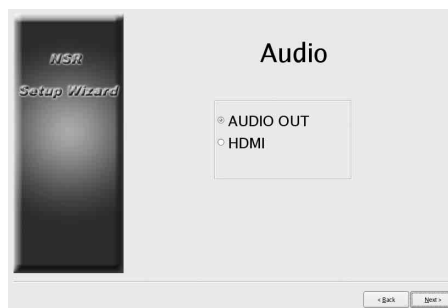 NSR
Setup Wizard
Audio
AUDIO OUT
HDMI
< Back
Next >